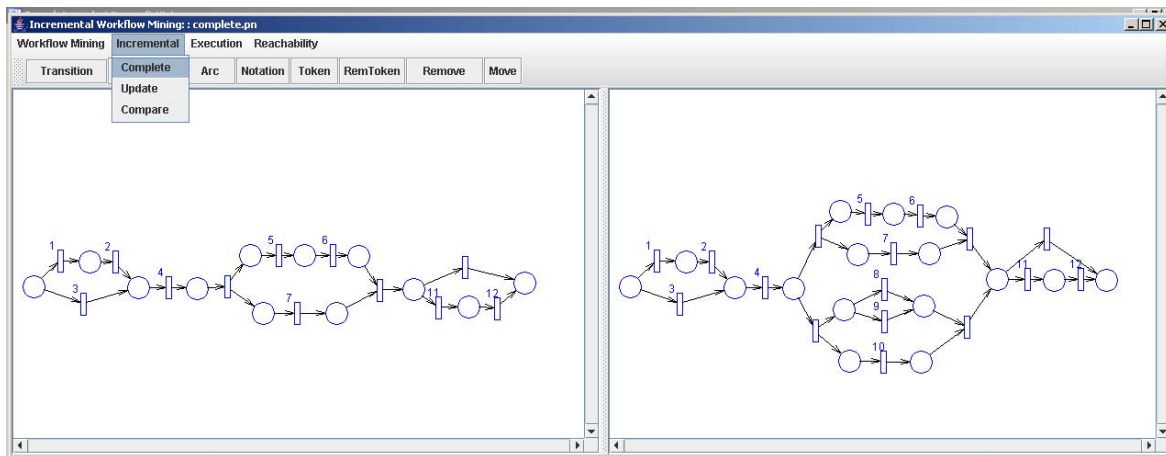 Incremental Workflow Mining: : complete.pn
Workflow Mining Incremental Execution Reachability
Transition Arc Notation Token RemToken Remove Move
Complete
Update
Compare
1 2
3
4
5 6
7
11 12
5 6
7
1 2
3
4
8
9
10
11 12